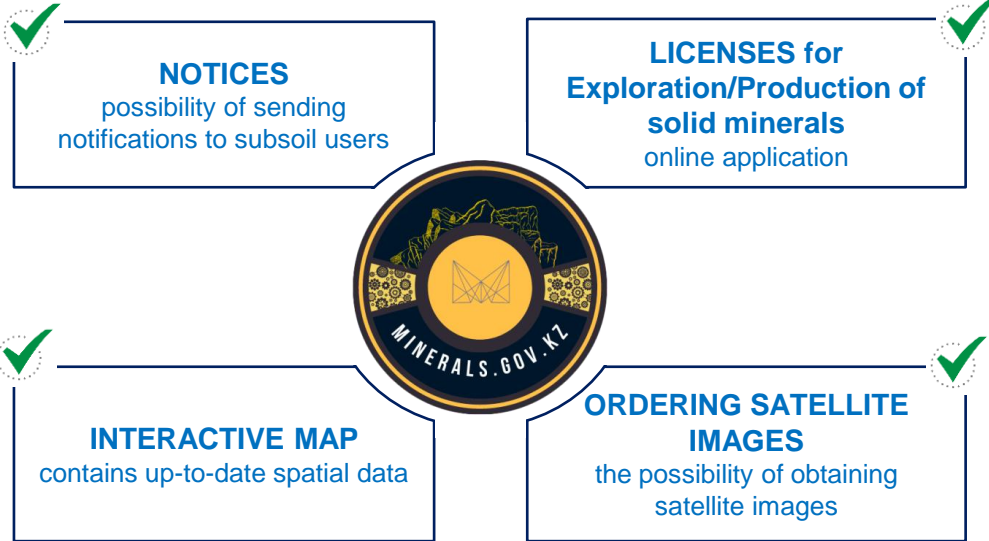 NOTICES
possibility of sending
notifications to subsoil users
LICENSES for
Exploration/Production of
solid minerals
online application
MINERALS.GOV.KZ
INTERACTIVE MAP
contains up-to-date spatial data
ORDERING SATELLITE
IMAGES
the possibility of obtaining
satellite images